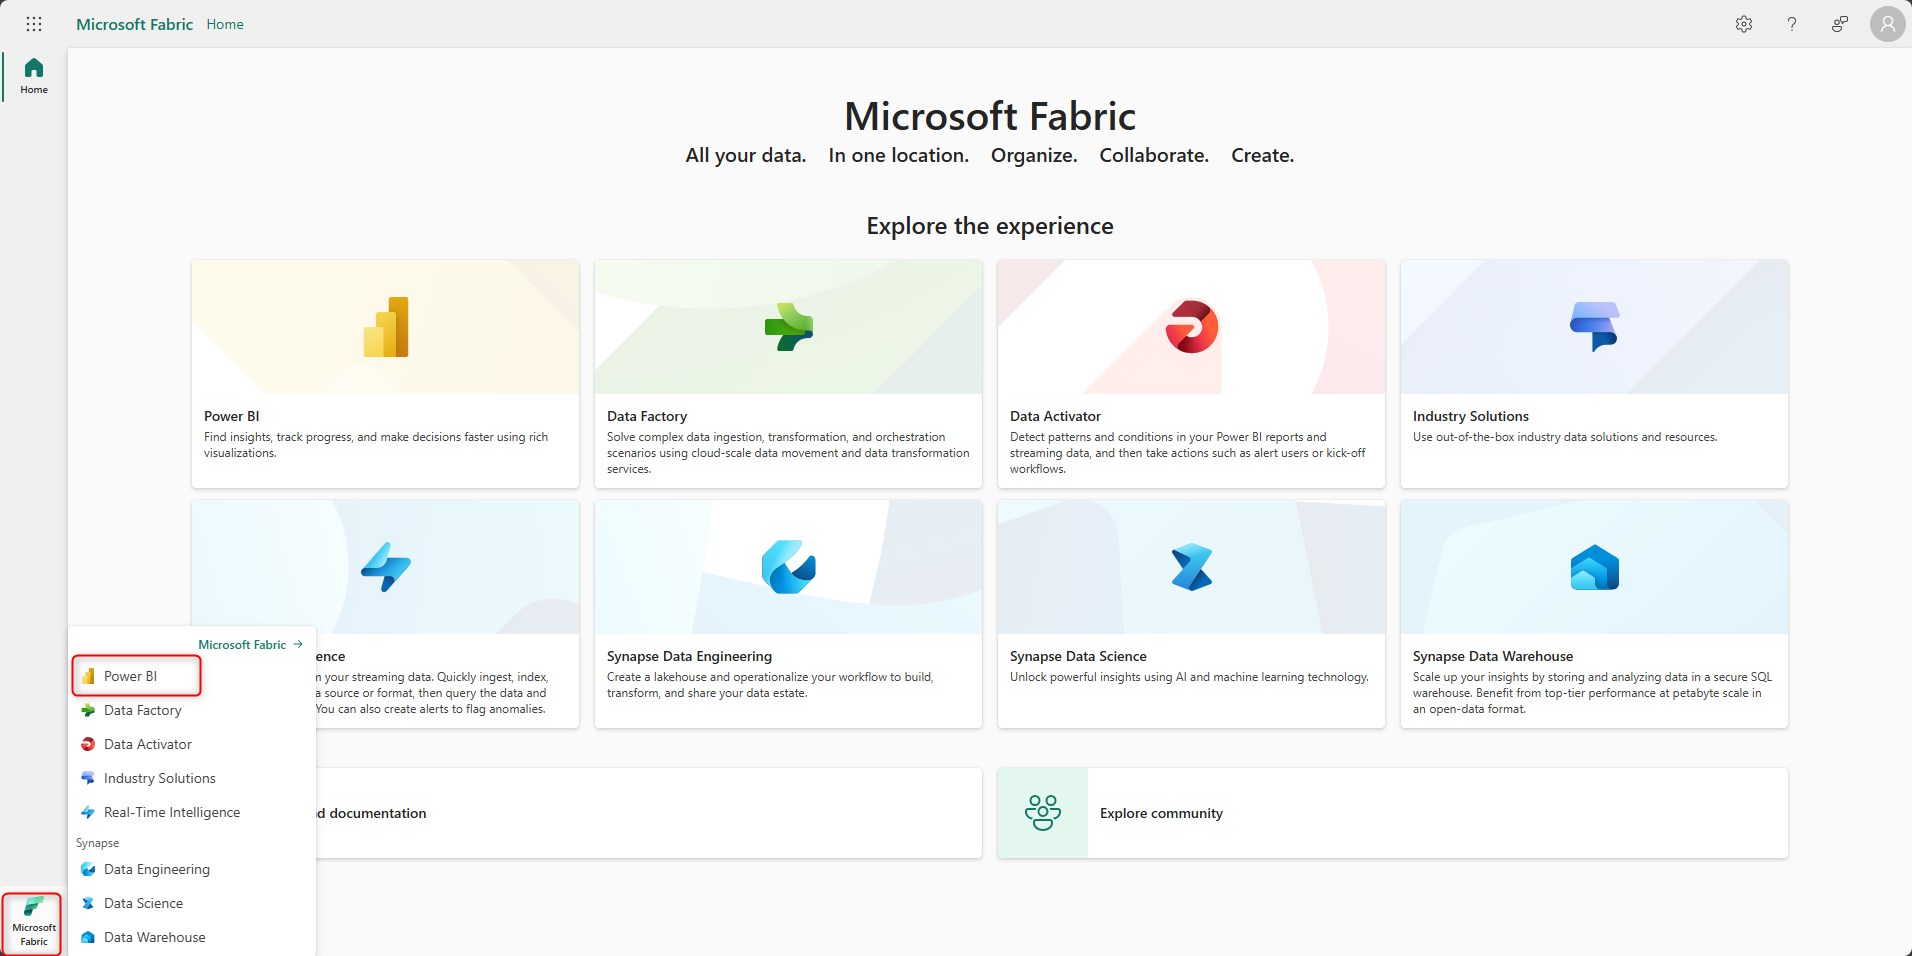 Microsoft Fabric Home
Home
Microsoft Fabric
All your data. In one location. Organize. Collaborate. Create.
Explore the experience
Power BI
Find insights, track progress, and make decisions faster using rich
visualizations.
Data Factory
Solve complex data ingestion, transformation, and orchestration
scenarios using cloud-scale data movement and data transformation
services.
Data Activator
Detect patterns and conditions in your Power BI reports and
streaming data, and then take actions such as alert users or kick-off
workflows.
Industry Solutions
Use out-of-the-box industry data solutions and resources.
ence
your streaming data. Quickly ingest, index,
a source or format, then query the data and
You can also create alerts to flag anomalies.
Synapse Data Engineering
Create a lakehouse and operationalize your workflow to build,
transform, and share your data estate.
Synapse Data Science
Unlock powerful insights using AI and machine learning technology.
Synapse Data Warehouse
Scale up your insights by storing and analyzing data in a secure SQL
warehouse. Benefit from top-tier performance at petabyte scale in
an open-data format.
documentation
Explore community
Microsoft Fabric →
Power BI
Data Factory
Data Activator
Industry Solutions
Real-Time Intelligence
Synapse
Data Engineering
Data Science
Data Warehouse
Microsoft
Fabric